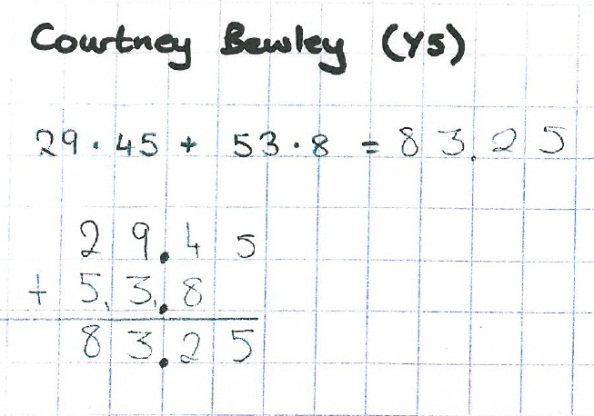 Courtney Bewley (Y5)
29.45 + 53.8 = 83.25
29.45
+ 53.8
83.25